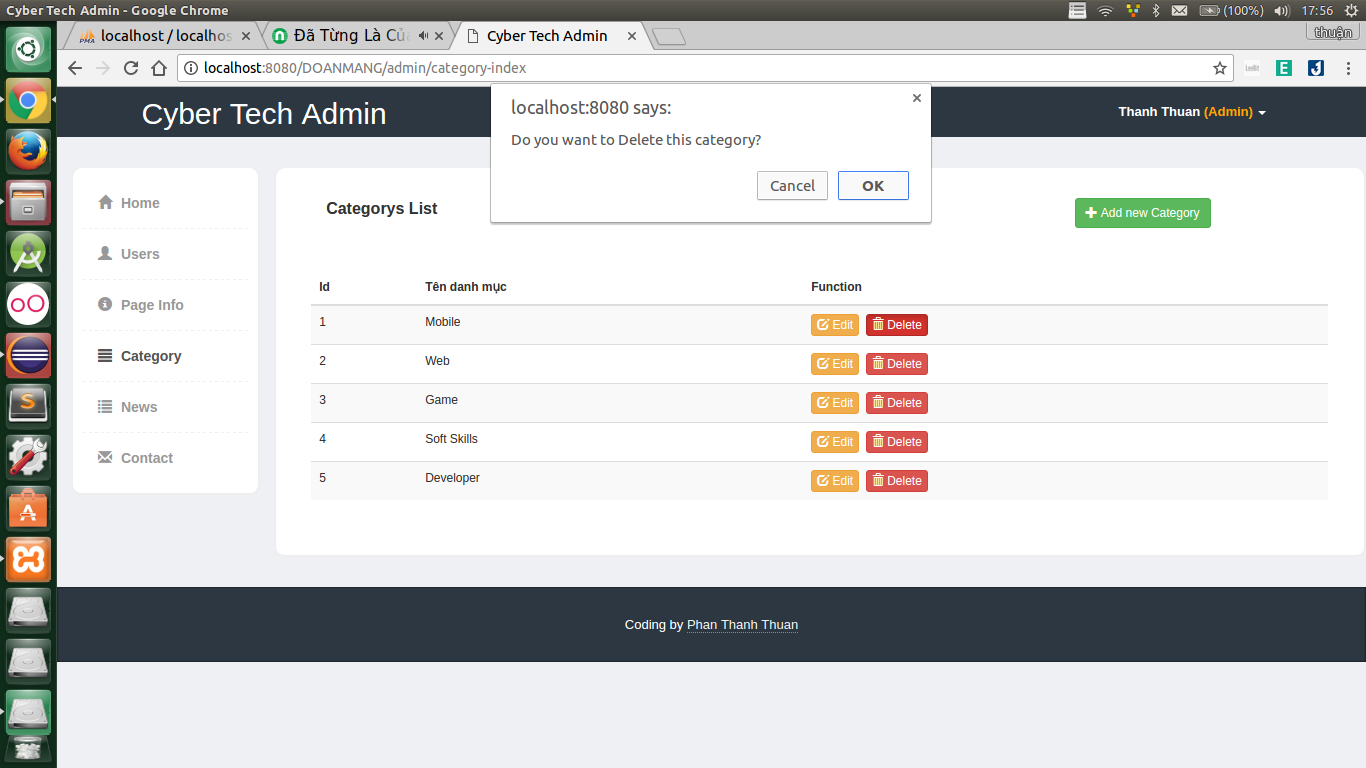 Cyber Tech Admin - Google Chrome
(100%) 17:56
thuận
localhost / localhos
Đã Từng Là Củ
Cyber Tech Admin
localhost:8080/DOANMANG/admin/category-index
Cyber Tech Admin
Thanh Thuan (Admin)
localhost:8080 says:
Do you want to Delete this category?
Cancel
OK
Home
Users
Page Info
Category
News
Contact
Categorys List
Add new Category
Id Tên danh mục Function
1 Mobile Edit Delete
2 Web Edit Delete
3 Game Edit Delete
4 Soft Skills Edit Delete
5 Developer Edit Delete
Coding by Phan Thanh Thuan